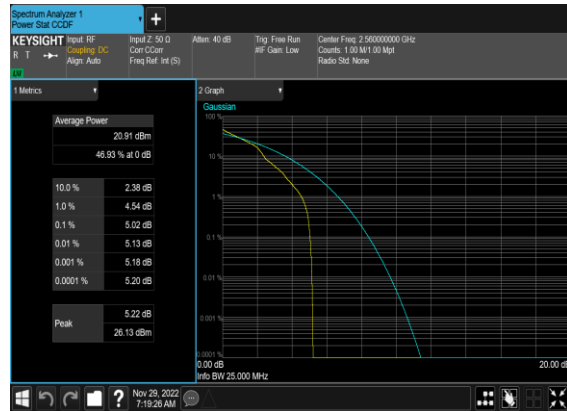 Spectrum Analyzer 1
Power Stat CCDF
KEYSIGHT
R T
LV
Input: RF
Coupling: DC
Align: Auto
Input Z: 50 Ω
Corr CCorr
Freq Ref: Int (S)
Atten: 40 dB
Trig: Free Run
#IF Gain: Low
Center Freq: 2.560000000 GHz
Counts: 1.00 M/1.00 Mpt
Radio Std: None
1 Metrics
Average Power
20.91 dBm
46.93 % at 0 dB
10.0 % 2.38 dB
1.0 % 4.54 dB
0.1 % 5.02 dB
0.01 % 5.13 dB
0.001 % 5.18 dB
0.0001 % 5.20 dB
Peak
5.22 dB
26.13 dBm
2 Graph
Gaussian
100 %
10 %
1 %
0.1 %
0.01 %
0.001 %
0.0001 %
0.00 dB 20.00 dB
Info BW 25.000 MHz
? Nov 29, 2022
7:19:26 AM